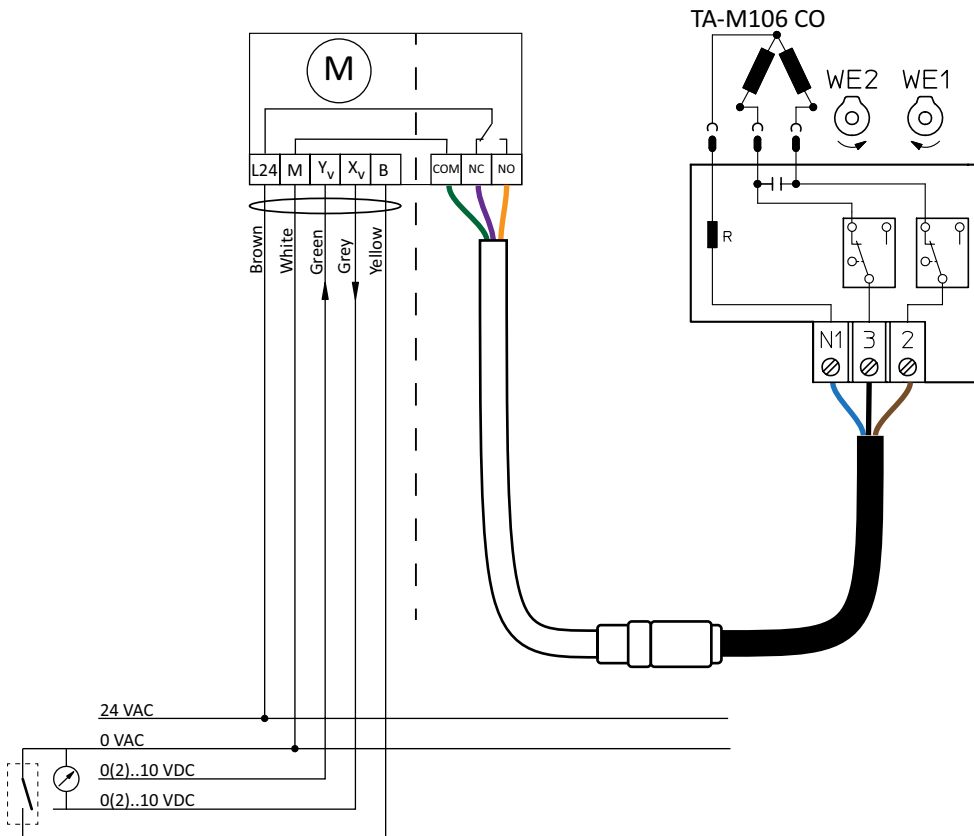 TA-M106 CO
M
WE2 WE1
L24 M Yv Xv B COM NC NO
Brown
White
Green
Grey
Yellow
R
N1 3 2
24 VAC
0 VAC
0(2)..10 VDC
0(2)..10 VDC